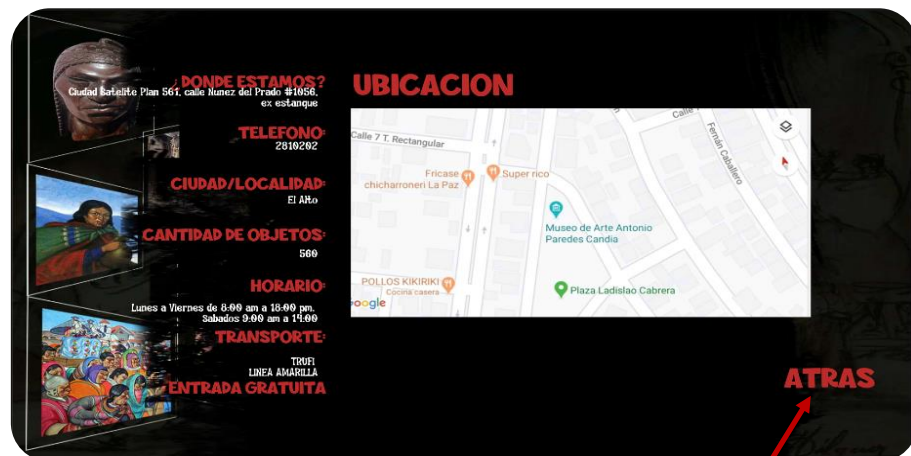 ¿DONDE ESTAMOS?
Ciudad Satelite Plan 561, calle Nunez del Prado #1056,
ex estanque
TELEFONO:
2810202
CIUDAD/LOCALIDAD:
El Alto
CANTIDAD DE OBJETOS:
560
HORARIO:
Lunes a Viernes de 8:00 am a 18:00 pm.
Sabados 9:00 am a 14:00
TRANSPORTE:
TRUFI
LINEA AMARILLA
ENTRADA GRATUITA
UBICACION
Calle 7 T. Rectangular
Calle
Fernán Caballero
Fricase
chicharroneri La Paz
Super rico
Museo de Arte Antonio
Paredes Candia
POLLOS KIKIRIKI
Cocina casera
Plaza Ladislao Cabrera
oogle
ATRAS